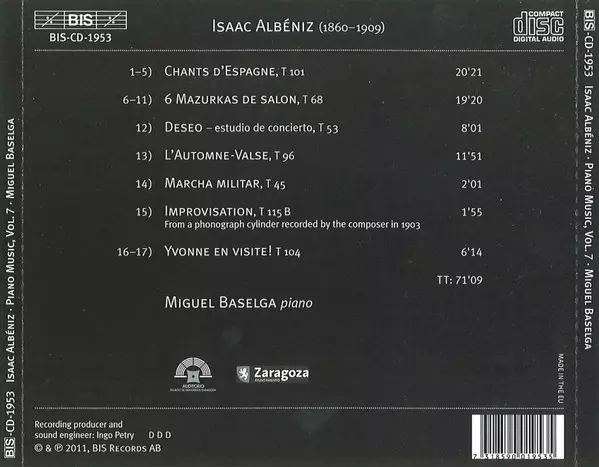 BIS
BIS-CD-1953
ISAAC ALBÉNIZ (1860–1909)
COMPACT
disc
DIGITAL AUDIO
1–5) CHANTS D'ESPAGNE, T 101 20'21
6–11) 6 MAZURKAS DE SALON, T 68 19'20
12) DESEO – estudio de concierto, T 53 8'01
13) L'AUTOMNE-VALSE, T 96 11'51
14) MARCHA MILITAR, T 45 2'01
15) IMPROVISATION, T 115 B 1'55
From a phonograph cylinder recorded by the composer in 1903
16–17) YVONNE EN VISITE! T 104 6'14
TT: 71'09
MIGUEL BASELGA piano
AUDITORIO
Zaragoza
AYUNTAMIENTO
Recording producer and
sound engineer: Ingo Petry D D D
© & ℗ 2011, BIS RECORDS AB
MADE IN THE EU
7 318590 019535
BIS-CD-1953 ISAAC ALBÉNIZ · PIANO MUSIC, VOL. 7 · MIGUEL BASELGA
BIS-CD-1953 ISAAC ALBÉNIZ · PIANO MUSIC, VOL. 7 · MIGUEL BASELGA